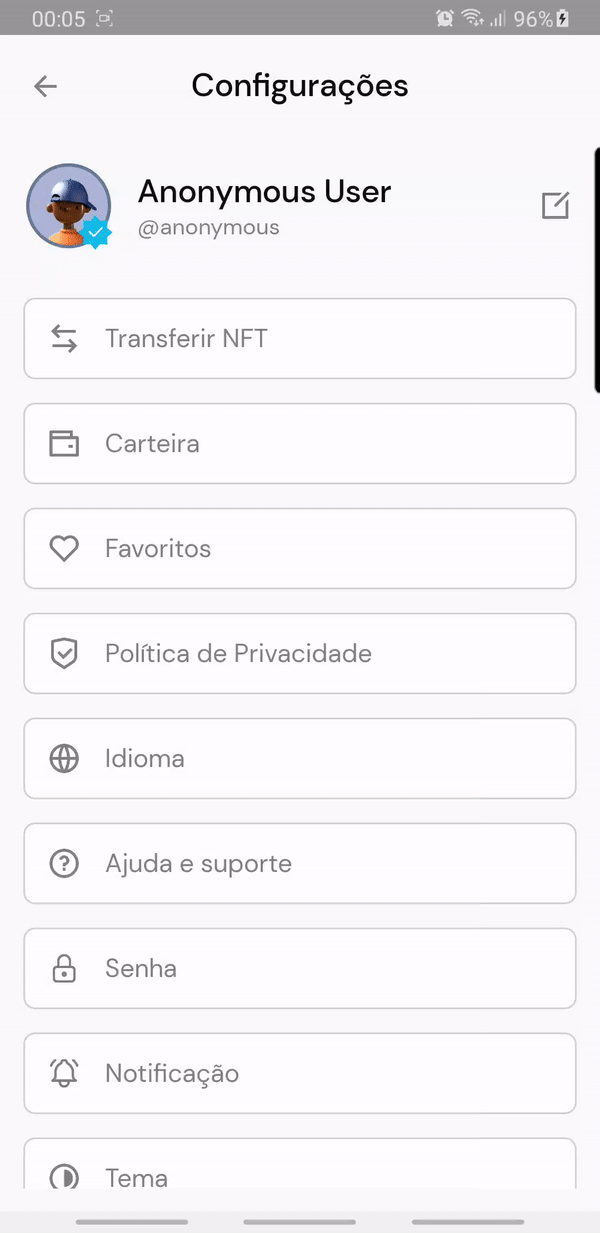 00:05 96%
Configurações
Anonymous User
@anonymous
Transferir NFT
Carteira
Favoritos
Política de Privacidade
Idioma
Ajuda e suporte
Senha
Notificação
Tema